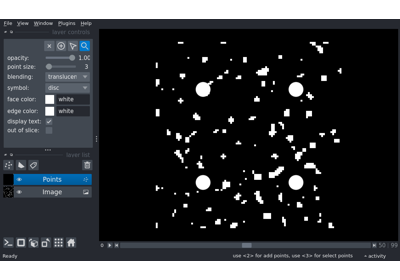 File View Window Plugins Help
layer controls
opacity: 1.00
point size: 3
blending: translucen
symbol: disc
face color: white
edge color: white
display text:
out of slice:
layer list
Points
Image
0 50 99
Ready use <2> for add points, use <3> for select points activity